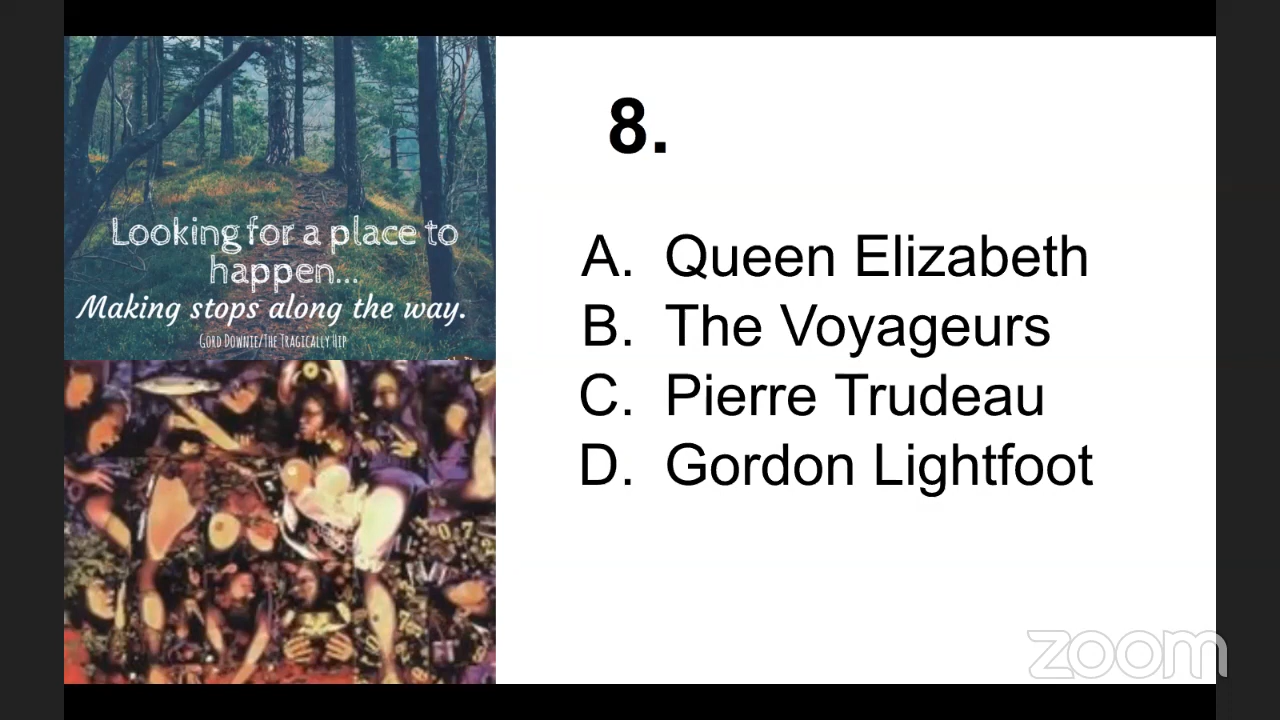 Looking for a place to
happen...
Making stops along the way.
Gord Downie/The Tragically Hip
8.
A. Queen Elizabeth
B. The Voyageurs
C. Pierre Trudeau
D. Gordon Lightfoot
zoom